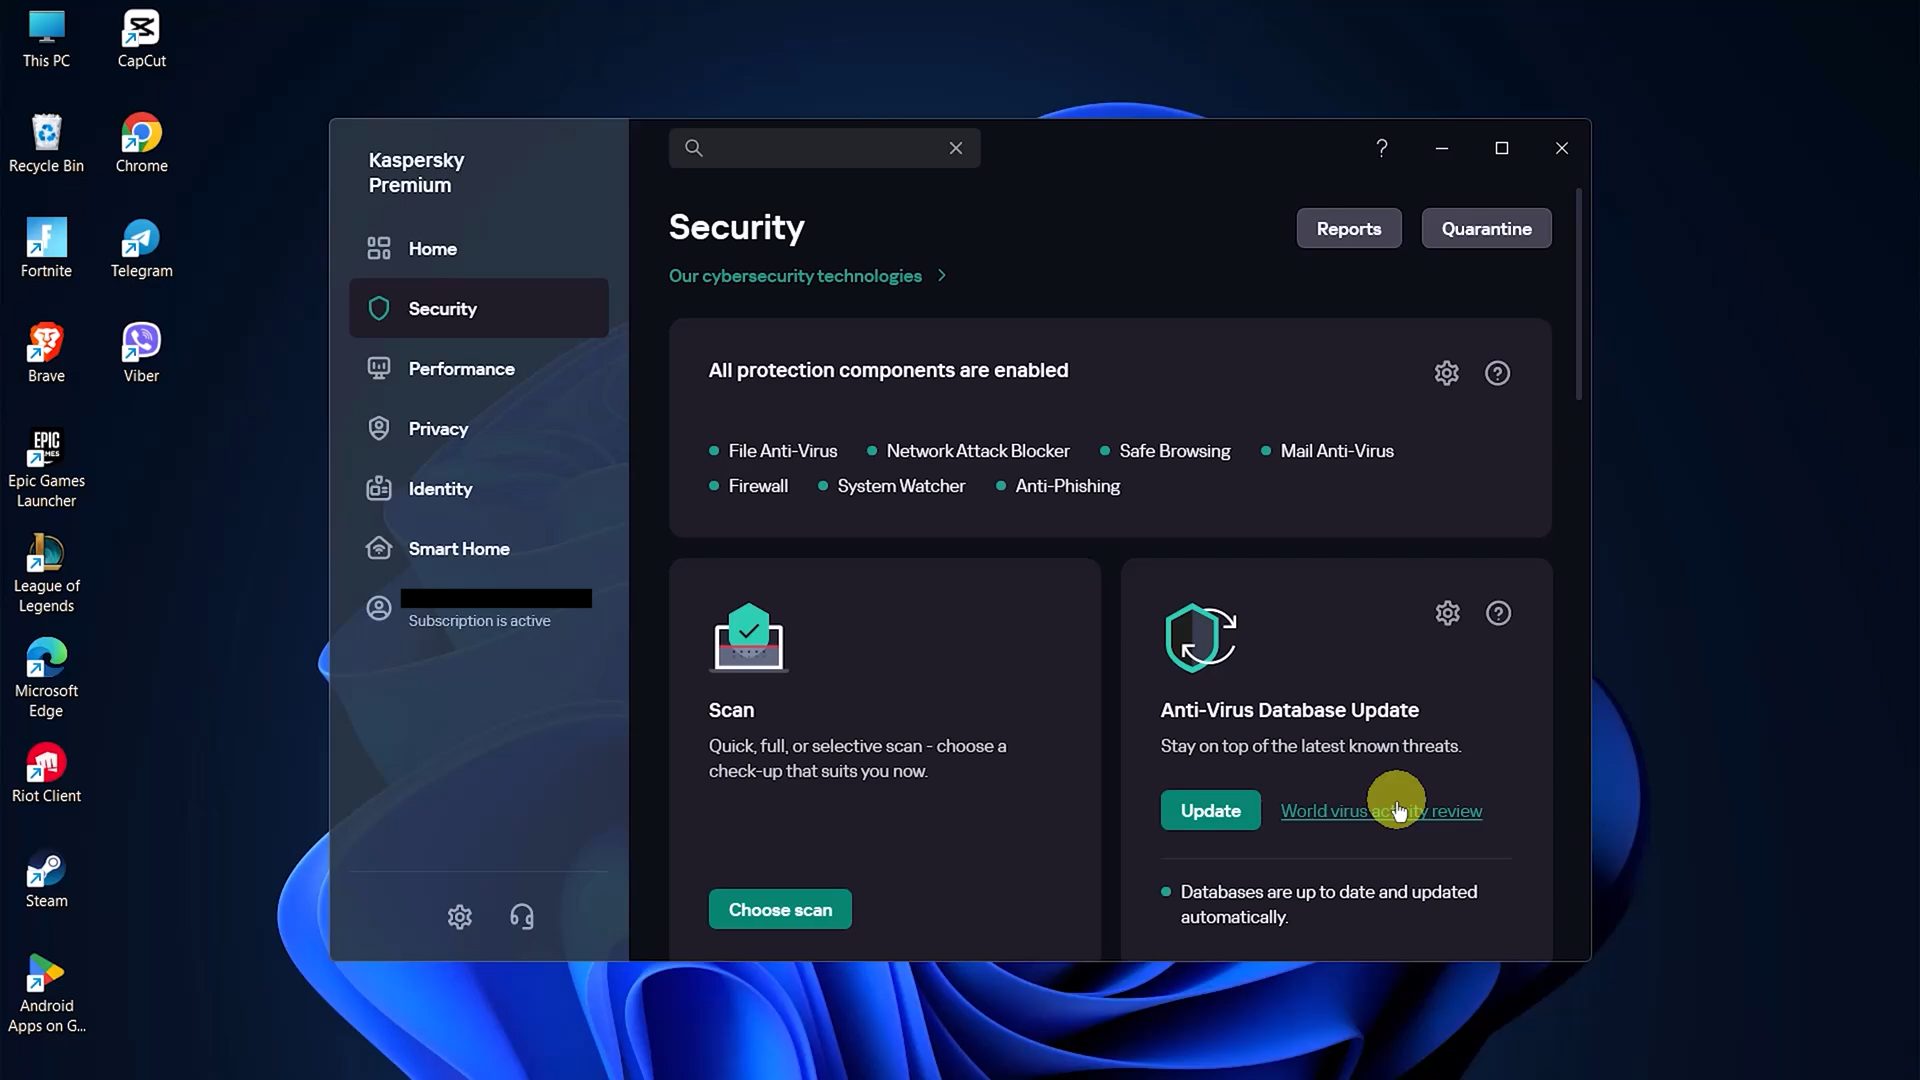 This PC
CapCut
Recycle Bin
Chrome
Fortnite
Telegram
Brave
Viber
EPIC
GAMES
Epic Games
Launcher
League of
Legends
Microsoft
Edge
Riot Client
Steam
Android
Apps on G...
Kaspersky
Premium
Home
Security
Performance
Privacy
Identity
Smart Home
Subscription is active
?
Security
Reports
Quarantine
Our cybersecurity technologies
All protection components are enabled
?
File Anti-Virus
Network Attack Blocker
Safe Browsing
Mail Anti-Virus
Firewall
System Watcher
Anti-Phishing
Scan
Quick, full, or selective scan - choose a
check-up that suits you now.
Choose scan
?
Anti-Virus Database Update
Stay on top of the latest known threats.
Update
World virus activity review
Databases are up to date and updated
automatically.